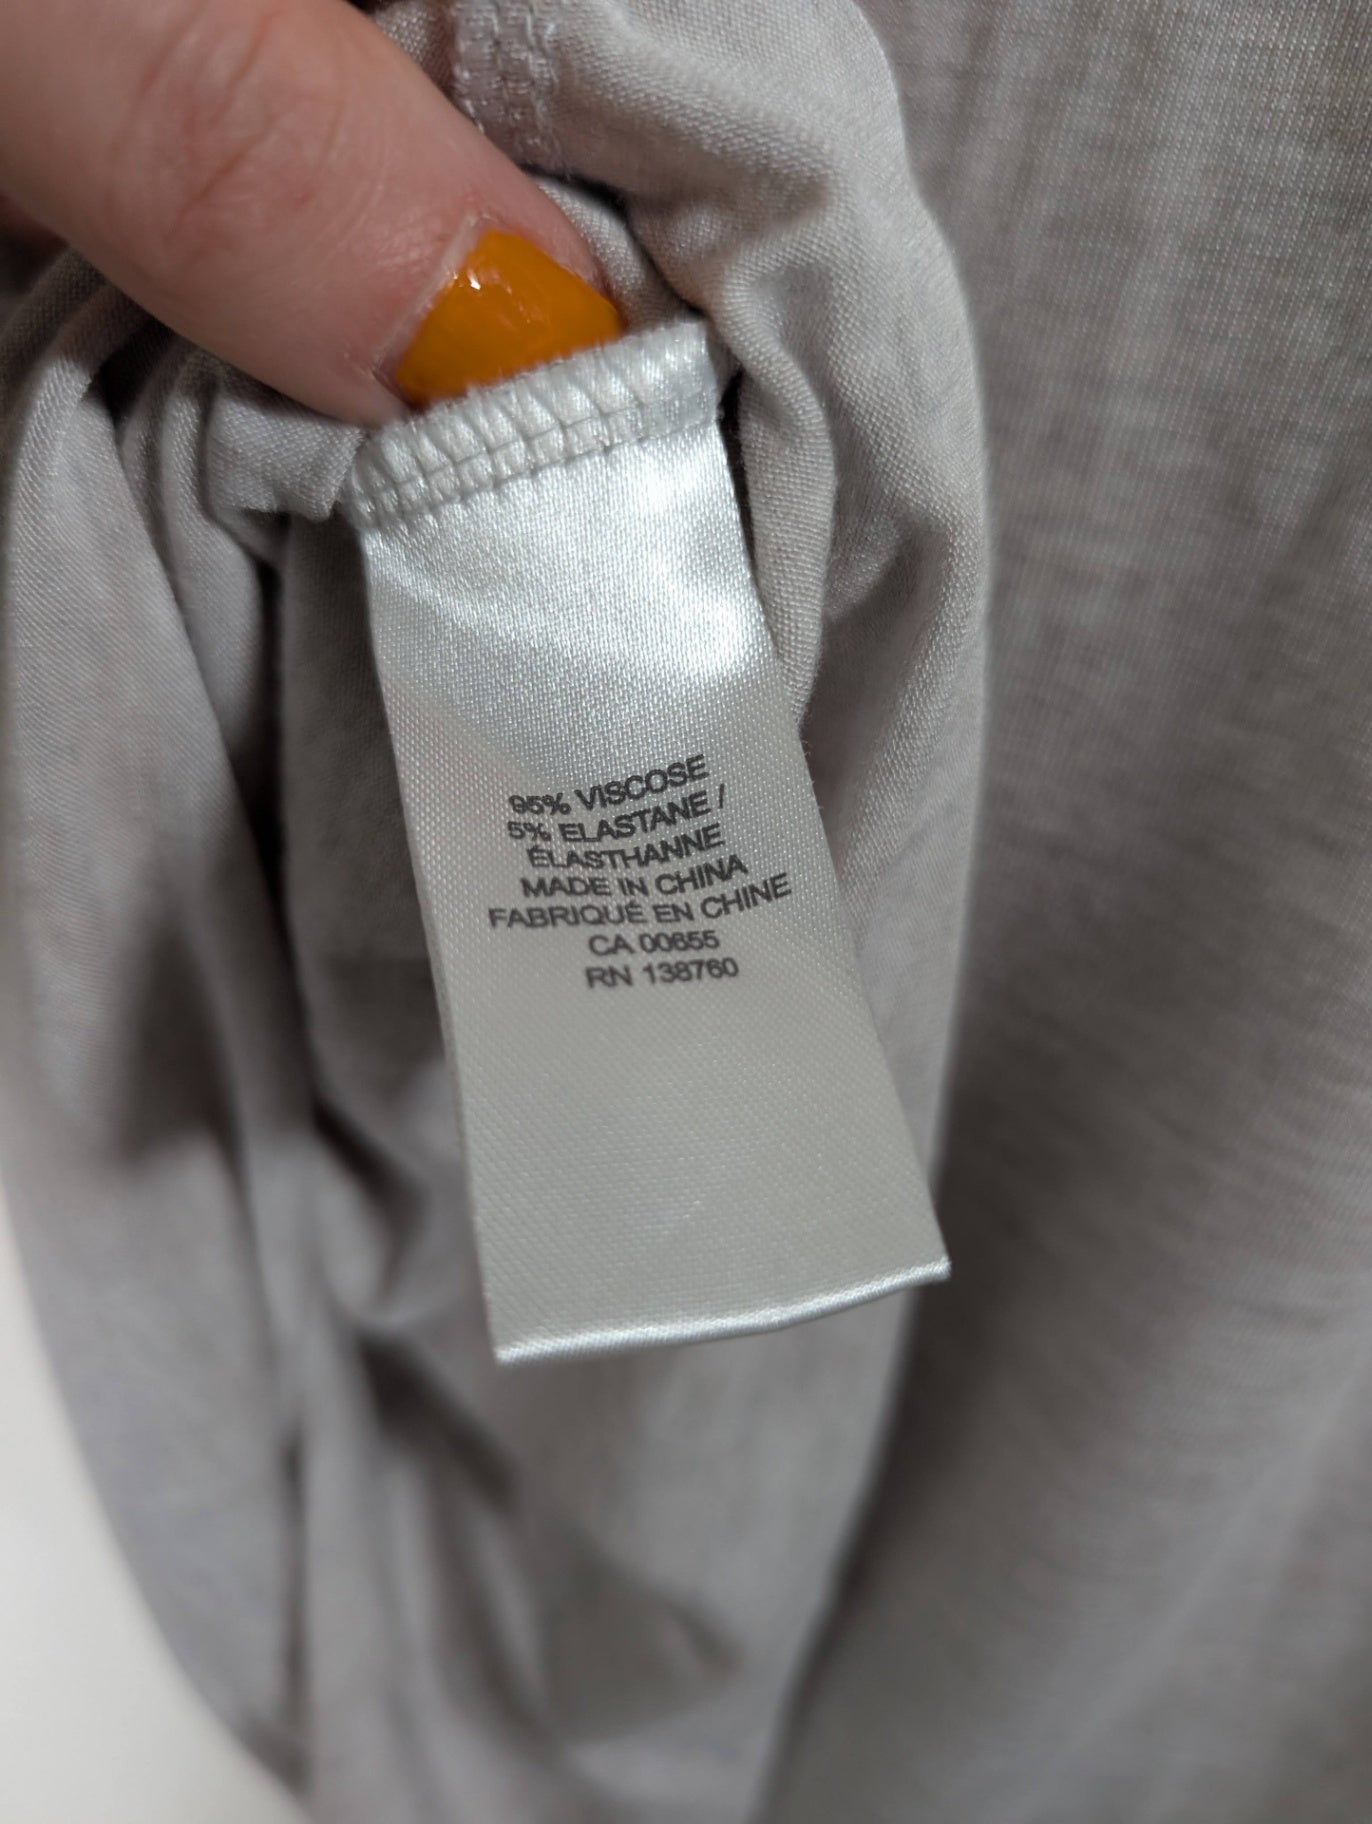 95% VISCOSE
5% ELASTANE /
ÉLASTHANNE
MADE IN CHINA
FABRIQUÉ EN CHINE
CA 00655
RN 138760